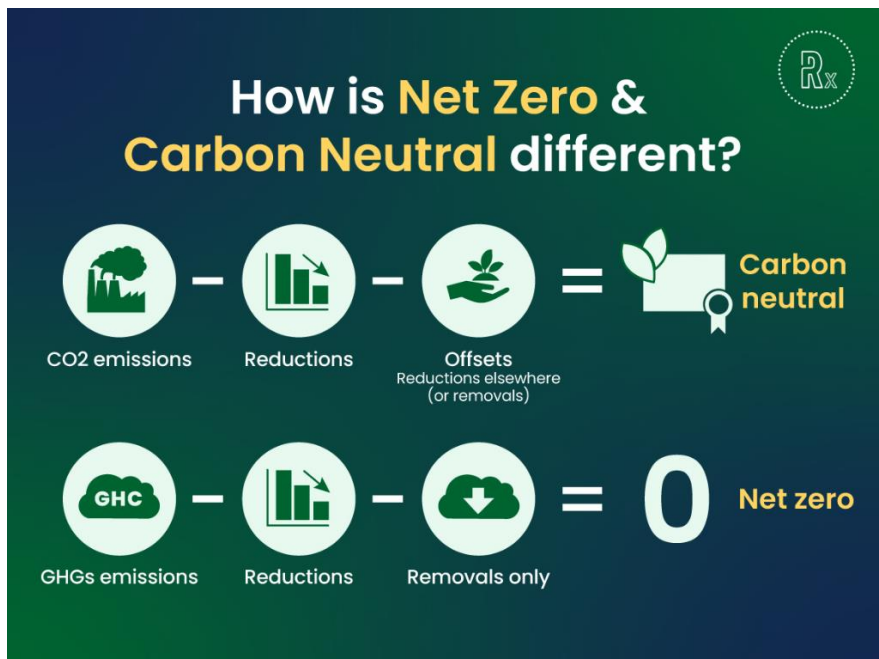 Rx
How is Net Zero &
Carbon Neutral different?
Carbon
neutral
CO2 emissions
Reductions
Offsets
Reductions elsewhere
(or removals)
GHC
0
Net zero
GHGs emissions
Reductions
Removals only